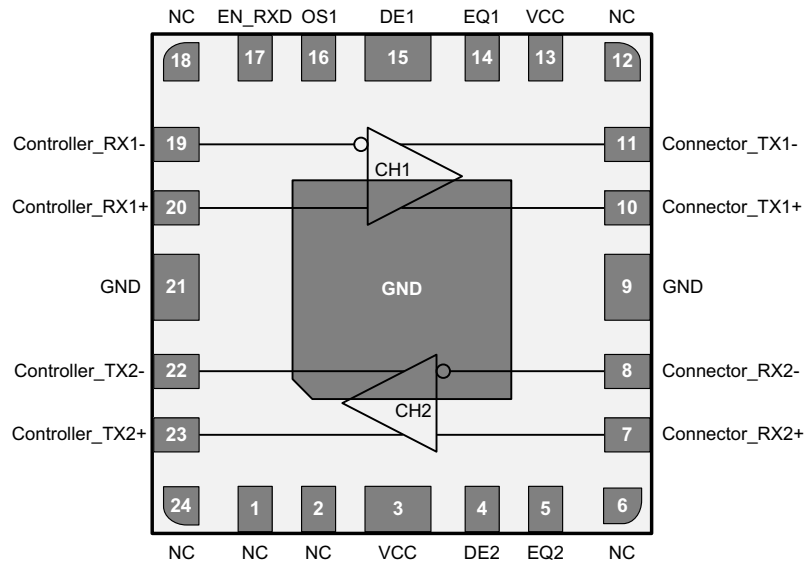 NC EN_RXD OS1 DE1 EQ1 VCC NC
18 17 16 15 14 13 12
Controller_RX1- 19 11 Connector_TX1-
CH1
Controller_RX1+ 20 10 Connector_TX1+
GND 21 GND 9 GND
Controller_TX2- 22 8 Connector_RX2-
CH2
Controller_TX2+ 23 7 Connector_RX2+
24 1 2 3 4 5 6
NC NC NC VCC DE2 EQ2 NC